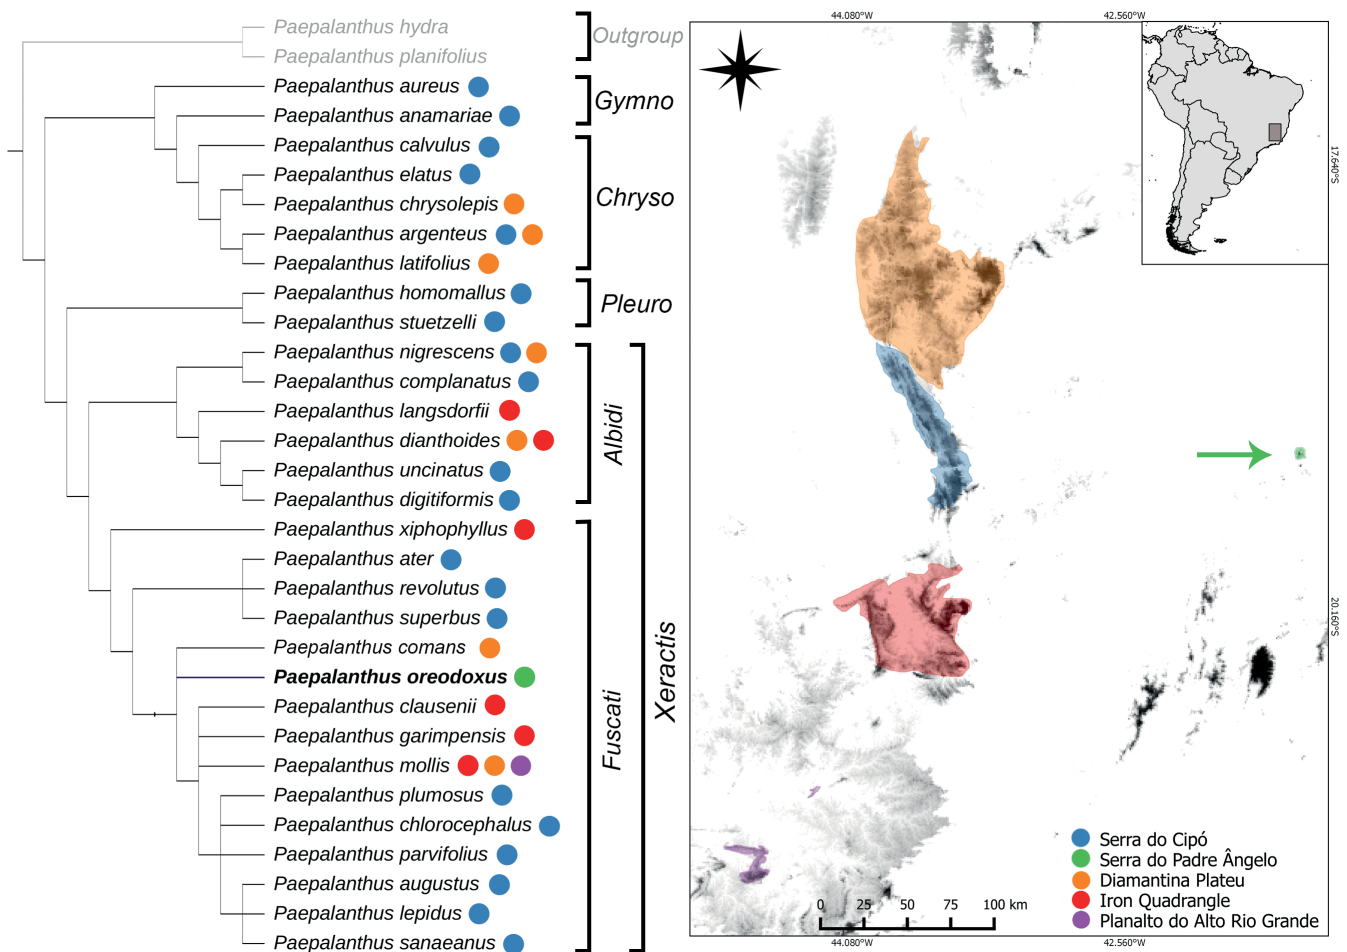 Paepalanthus hydra
Paepalanthus planifolius
Outgroup
Paepalanthus aureus
Paepalanthus anamariae
Gymno
Paepalanthus calvulus
Paepalanthus elatus
Paepalanthus chrysolepis
Paepalanthus argenteus
Paepalanthus latifolius
Chryso
Paepalanthus homomallus
Paepalanthus stuetzelli
Pleuro
Paepalanthus nigrescens
Paepalanthus complanatus
Paepalanthus langsdorfii
Paepalanthus dianthoides
Paepalanthus uncinatus
Paepalanthus digitiformis
Albidi
Paepalanthus xiphophyllus
Paepalanthus ater
Paepalanthus revolutus
Paepalanthus superbus
Paepalanthus comans
Paepalanthus oreodoxus
Paepalanthus clausenii
Paepalanthus garimpensis
Paepalanthus mollis
Paepalanthus plumosus
Paepalanthus chlorocephalus
Paepalanthus parvifolius
Paepalanthus augustus
Paepalanthus lepidus
Paepalanthus sanaeanus
Fuscati
Xeractis
44.080°W
42.560°W
17.640°S
20.160°S
Serra do Cipó
Serra do Padre Ângelo
Diamantina Plateu
Iron Quadrangle
Planalto do Alto Rio Grande
0 25 50 75 100 km
44.080°W
42.560°W